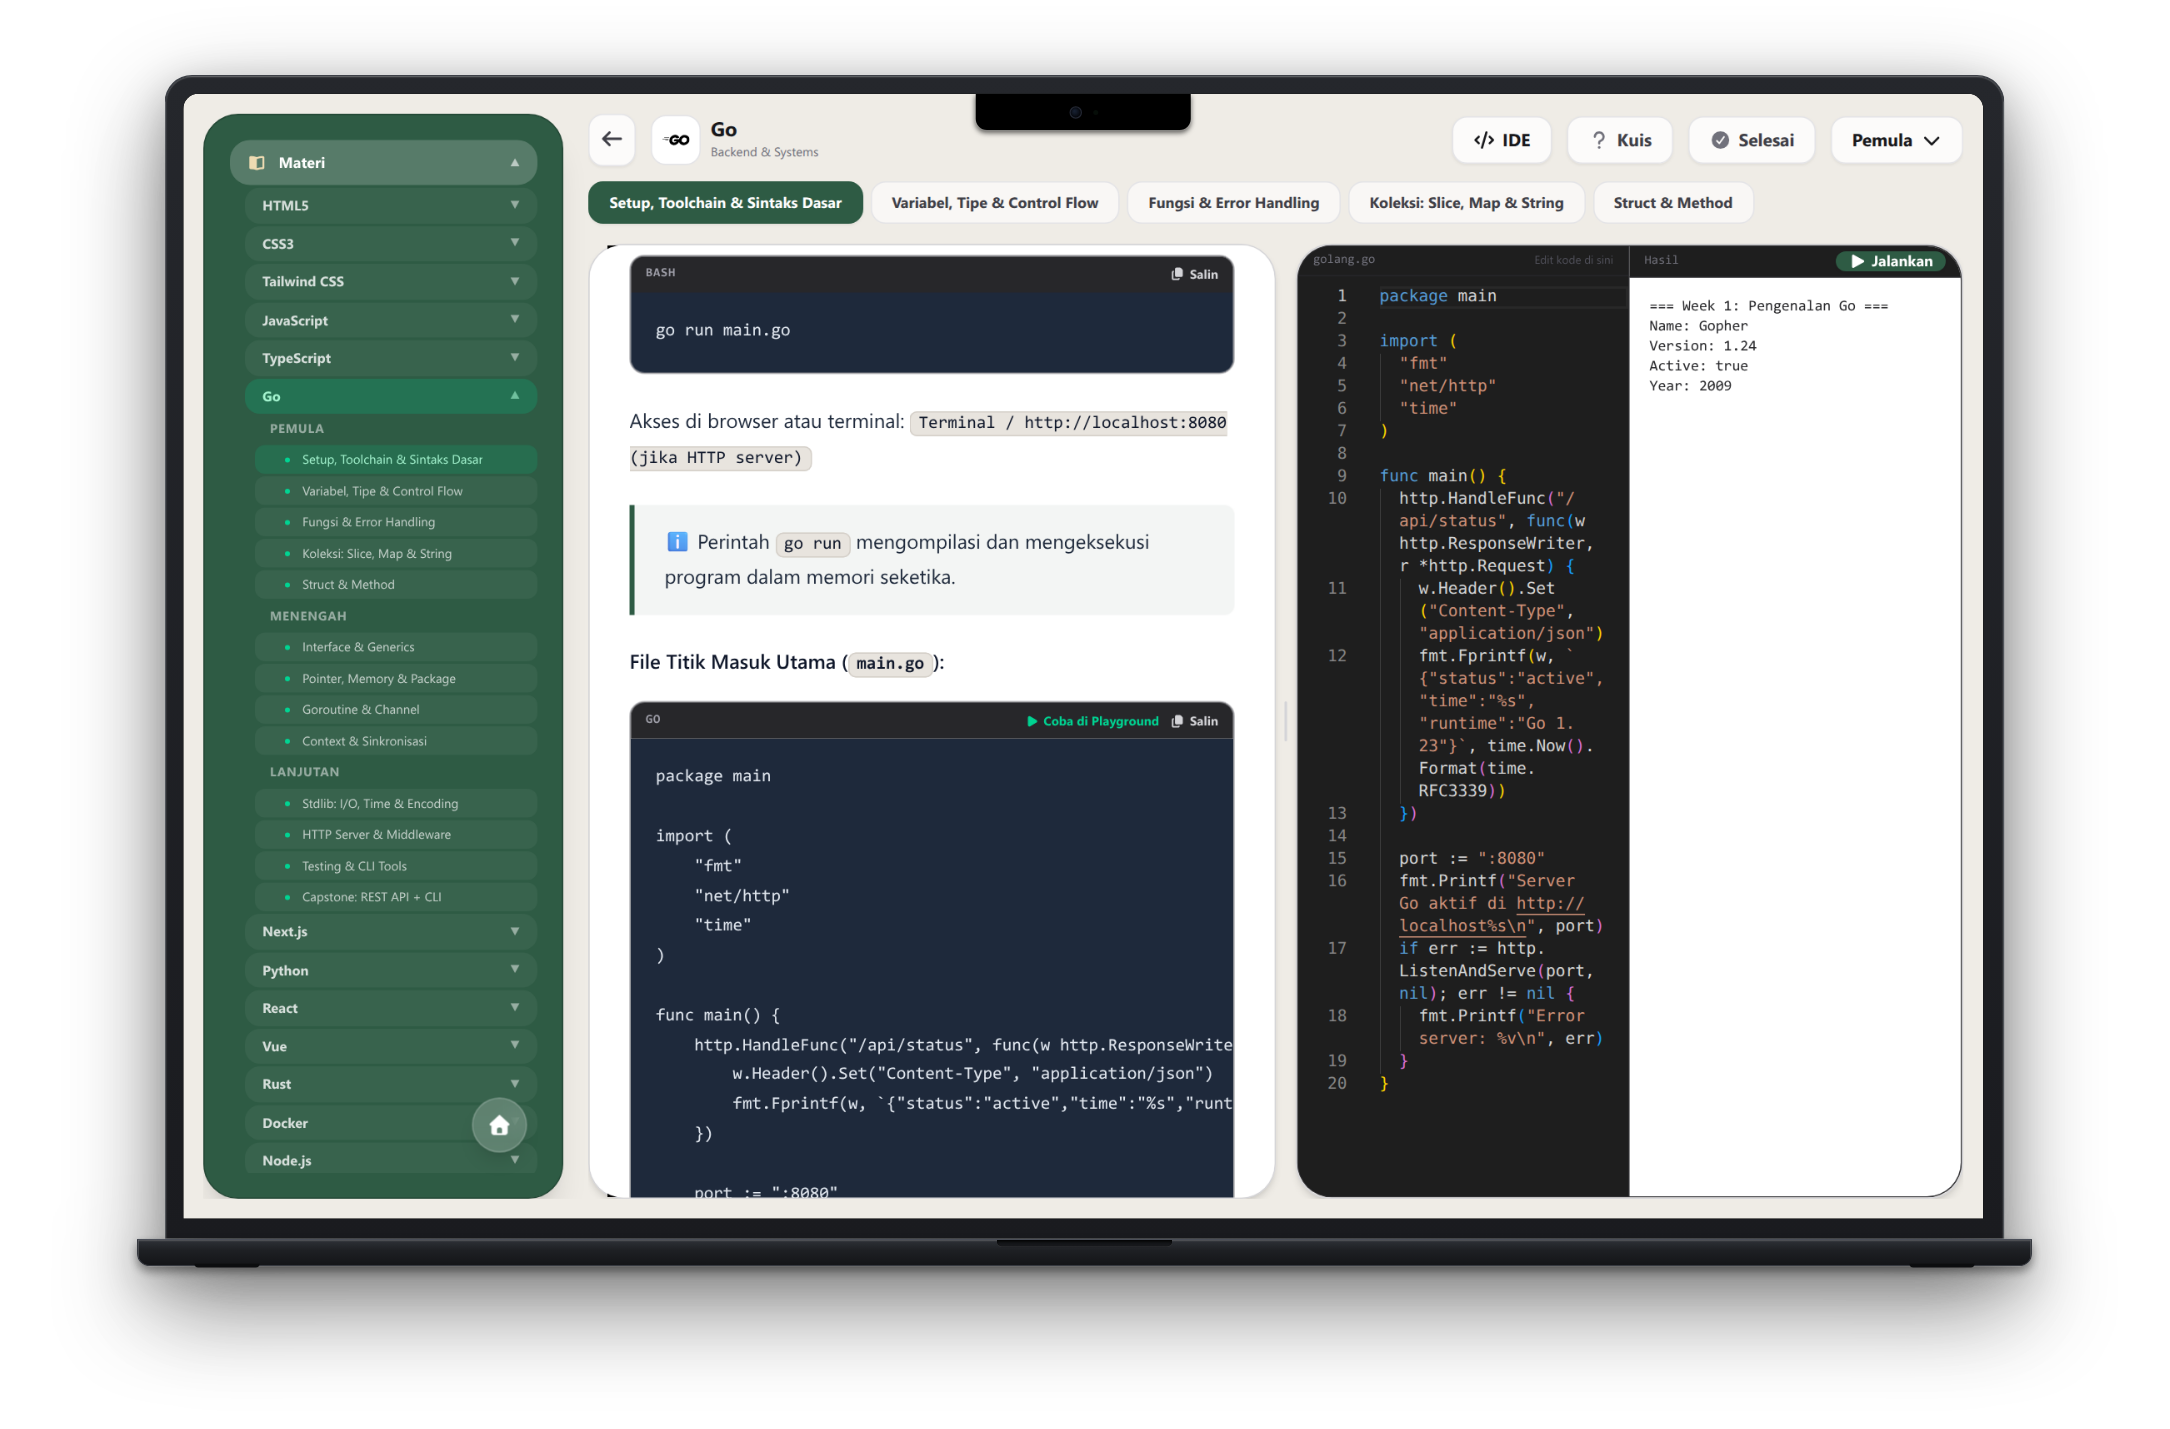 Materi
HTML5
CSS3
Tailwind CSS
JavaScript
TypeScript
Go
PEMULA
Setup, Toolchain & Sintaks Dasar
Variabel, Tipe & Control Flow
Fungsi & Error Handling
Koleksi: Slice, Map & String
Struct & Method
MENENGAH
Interface & Generics
Pointer, Memory & Package
Goroutine & Channel
Context & Sinkronisasi
LANJUTAN
Stdlib: I/O, Time & Encoding
HTTP Server & Middleware
Testing & CLI Tools
Capstone: REST API + CLI
Next.js
Python
React
Vue
Rust
Docker
Node.js
GO
Go
Backend & Systems
</> IDE
? Kuis
Selesai
Pemula
Setup, Toolchain & Sintaks Dasar
Variabel, Tipe & Control Flow
Fungsi & Error Handling
Koleksi: Slice, Map & String
Struct & Method
BASH
Salin
go run main.go
Akses di browser atau terminal: Terminal / http://localhost:8080
(jika HTTP server)
i Perintah go run mengompilasi dan mengeksekusi
program dalam memori seketika.
File Titik Masuk Utama (main.go):
GO
Coba di Playground
Salin
package main
import (
"fmt"
"net/http"
"time"
)
func main() {
http.HandleFunc("/api/status", func(w http.ResponseWrite
w.Header().Set("Content-Type", "application/json")
fmt.Fprintf(w, `{"status":"active","time":"%s","runt
})
port := ":8080"
golang.go
Edit kode di sini
1 package main
2
3 import (
4 "fmt"
5 "net/http"
6 "time"
7 )
8
9 func main() {
10 http.HandleFunc("/
api/status", func(w
http.ResponseWriter,
r *http.Request) {
11 w.Header().Set
("Content-Type",
"application/json")
12 fmt.Fprintf(w, `
{"status":"active",
"time":"%s",
"runtime":"Go 1.
23"}`, time.Now().
Format(time.
RFC3339))
13 })
14
15 port := ":8080"
16 fmt.Printf("Server
Go aktif di http://
localhost%s\n", port)
17 if err := http.
ListenAndServe(port,
nil); err != nil {
18 fmt.Printf("Error
server: %v\n", err)
19 }
20 }
Hasil
Jalankan
=== Week 1: Pengenalan Go ===
Name: Gopher
Version: 1.24
Active: true
Year: 2009